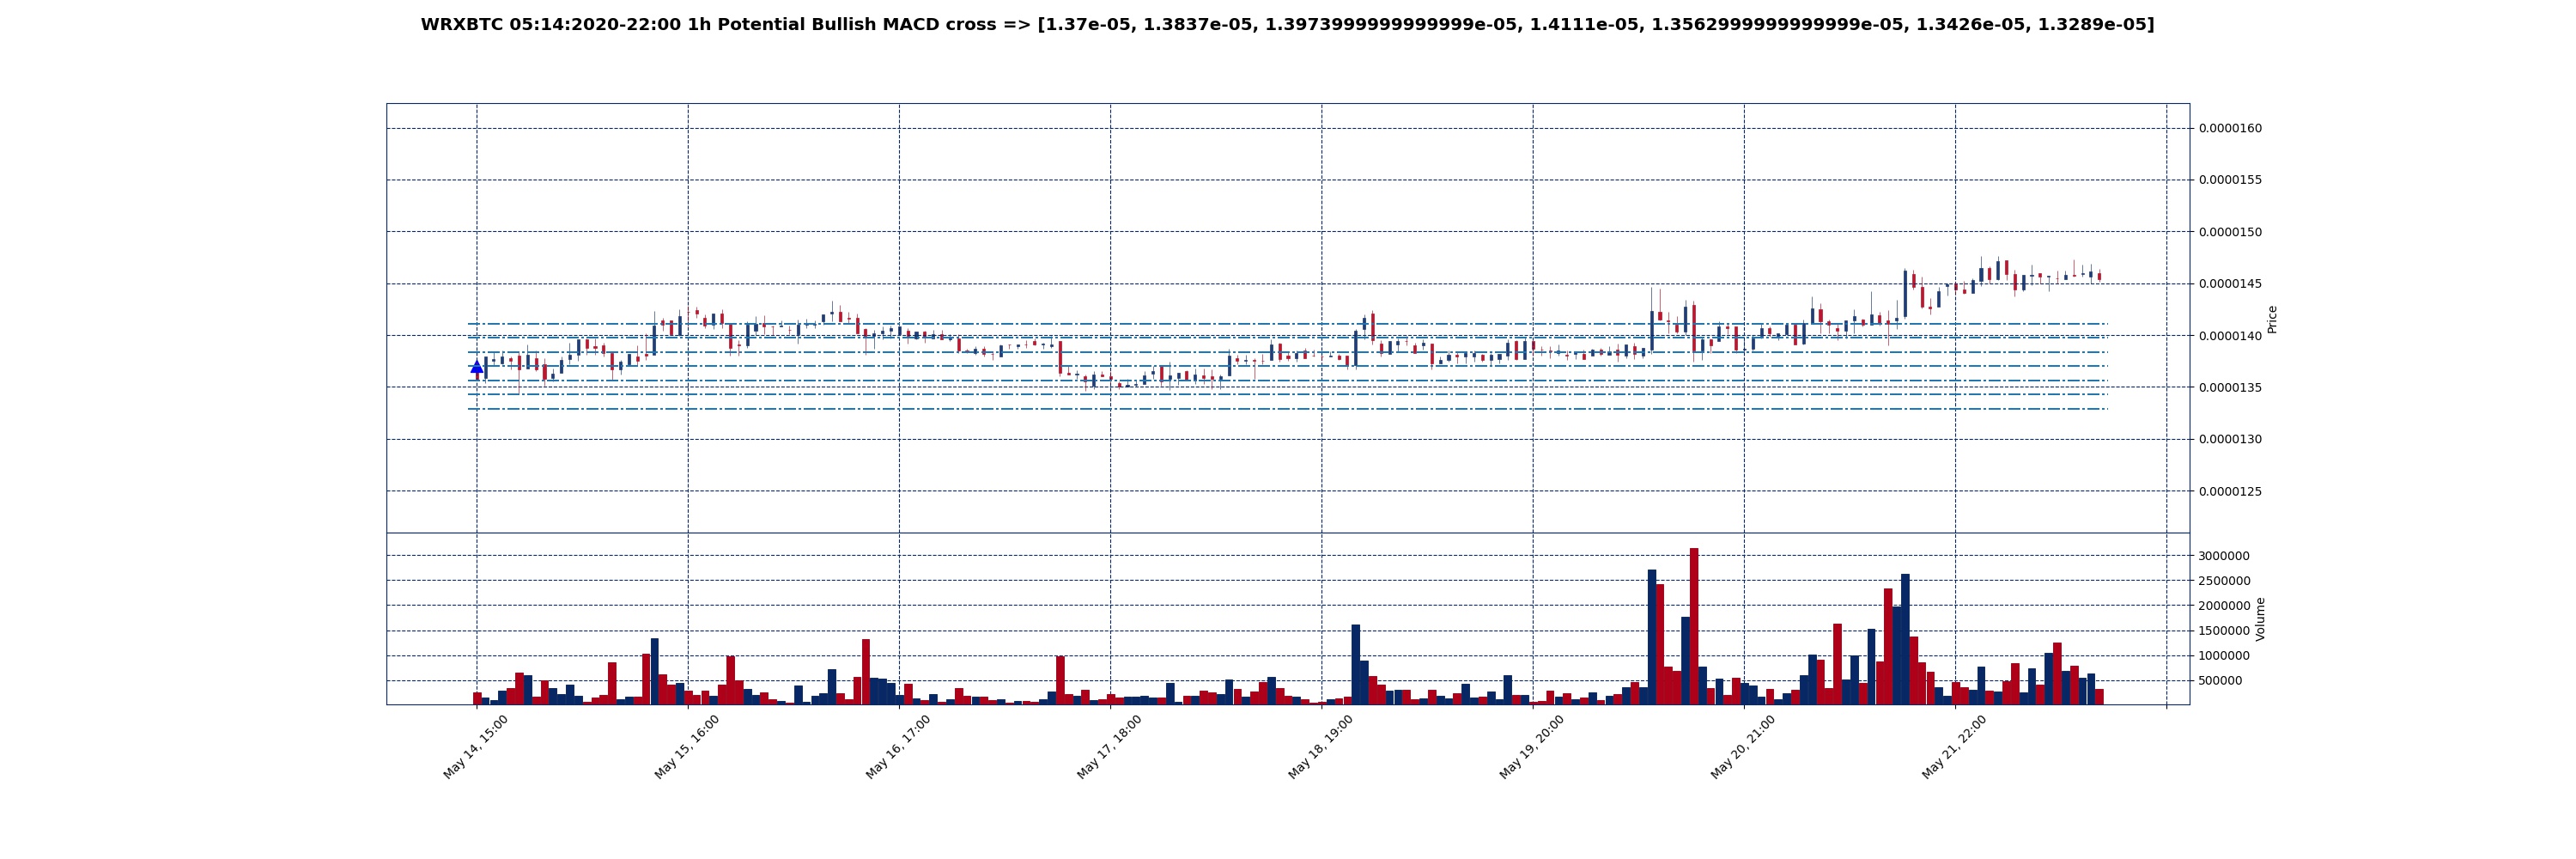 WRXBTC 05:14:2020-22:00 1h Potential Bullish MACD cross => [1.37e-05, 1.3837e-05, 1.3973999999999999e-05, 1.4111e-05, 1.3562999999999999e-05, 1.3426e-05, 1.3289e-05]
0.0000160
0.0000155
0.0000150
0.0000145
0.0000140
0.0000135
0.0000130
0.0000125
Price
3000000
2500000
2000000
1500000
1000000
500000
Volume
May 14, 15:00
May 15, 16:00
May 16, 17:00
May 17, 18:00
May 18, 19:00
May 19, 20:00
May 20, 21:00
May 21, 22:00